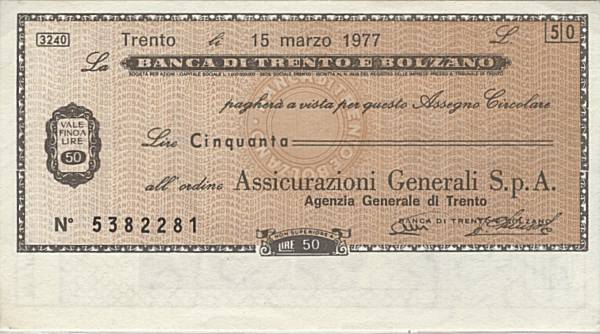 3240 Trento li 15 marzo 1977 L. 50
La BANCA DI TRENTO E BOLZANO
pagherà a vista per questo Assegno Circolare
VALE
FINO A
LIRE
50
Lire Cinquanta
all'ordine Assicurazioni Generali S.p.A.
Agenzia Generale di Trento
N° 5382281
BANCA DI TRENTO E BOLZANO
NON SUPERIORE A
LIRE 50